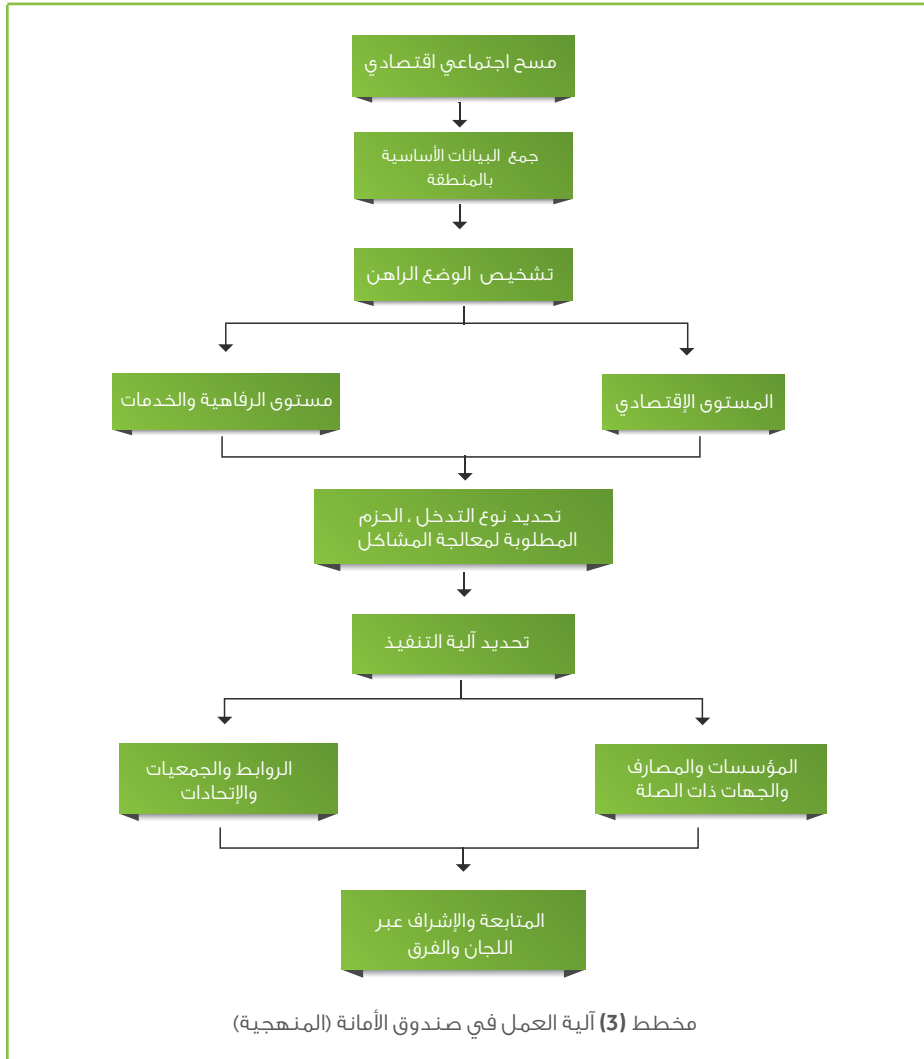 مسح اجتماعي اقتصادي
جمع البيانات الأساسية
بالمنطقة
تشخيص الوضع الراهن
المستوى الإقتصادي
مستوى الرفاهية والخدمات
تحديد نوع التدخل ، الحزم
المطلوبة لمعالجة المشاكل
تحديد آلية التنفيذ
المؤسسات والمصارف
والجهات ذات الصلة
الروابط والجمعيات
والإتحادات
المتابعة والإشراف عبر
اللجان والفرق
مخطط (3) آلية العمل في صندوق الأمانة (المنهجية)